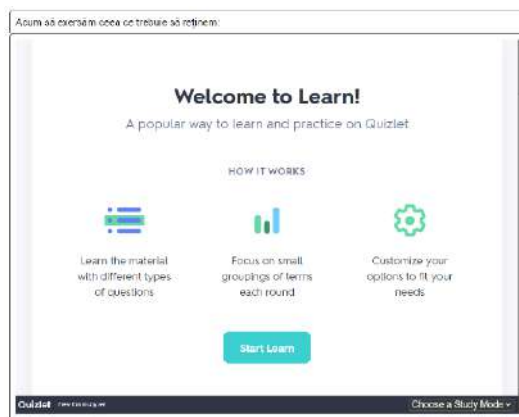 Acum să exersăm ceea ce trebuie să reținem:
Welcome to Learn!
A popular way to learn and practice on Quizlet
HOW IT WORKS
Learn the material
with different types
of questions
Focus on small
groupings of terms
each round
Customize your
options to fit your
needs
Start Learn
Quizlet
Choose a Study Mode